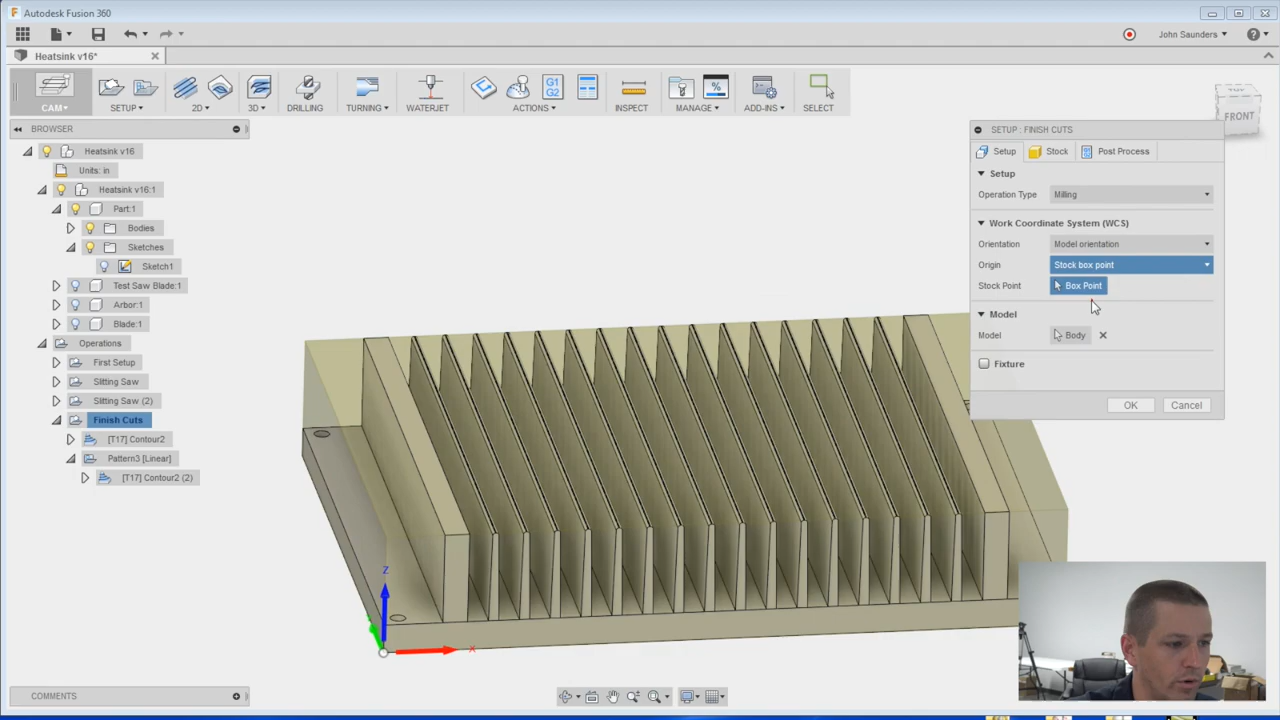 Autodesk Fusion 360
John Saunders
Heatsink v16*
CAM
SETUP
2D
3D
DRILLING
TURNING
WATERJET
G1
G2
ACTIONS
INSPECT
%
MANAGE
ADD-INS
SELECT
FRONT
BROWSER
Heatsink v16
Units: in
Heatsink v16:1
Part:1
Bodies
Sketches
Sketch1
Test Saw Blade:1
Arbor:1
Blade:1
Operations
First Setup
Slitting Saw
Slitting Saw (2)
Finish Cuts
[T17] Contour2
Pattern3 [Linear]
[T17] Contour2 (2)
SETUP : FINISH CUTS
Setup
Stock
Post Process
Setup
Operation Type
Milling
Work Coordinate System (WCS)
Orientation
Model orientation
Origin
Stock box point
Stock Point
Box Point
Model
Model
Body
Fixture
OK
Cancel
Z
X
COMMENTS